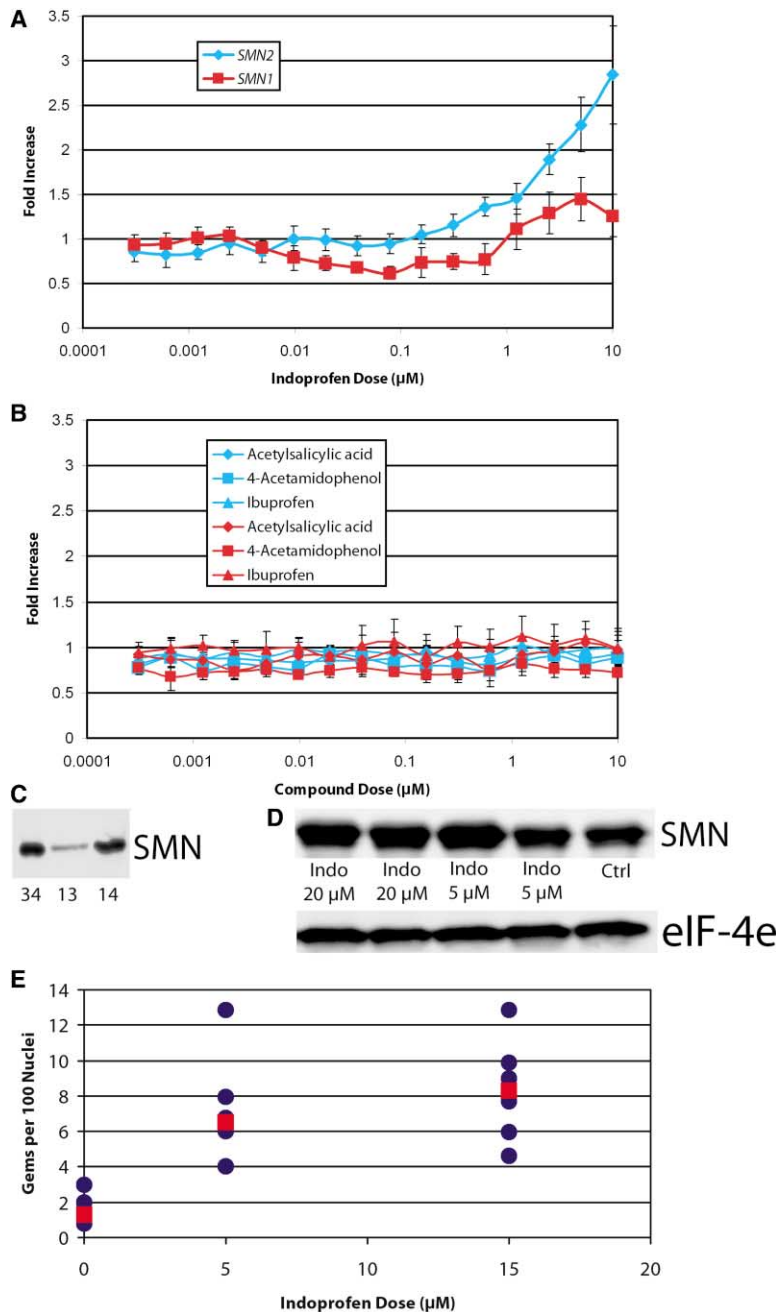 A
3.5
3
2.5
2
1.5
1
0.5
0
Fold Increase
SMN2
SMN1
0.0001 0.001 0.01 0.1 1 10
Indoprofen Dose (µM)
B
3.5
3
2.5
2
1.5
1
0.5
0
Fold Increase
Acetylsalicylic acid
4-Acetamidophenol
Ibuprofen
Acetylsalicylic acid
4-Acetamidophenol
Ibuprofen
0.0001 0.001 0.01 0.1 1 10
Compound Dose (µM)
C
SMN
34 13 14
D
SMN
Indo Indo Indo Indo Ctrl
20 µM 20 µM 5 µM 5 µM
eIF-4e
E
14
12
10
8
6
4
2
0
Gems per 100 Nuclei
0 5 10 15 20
Indoprofen Dose (µM)